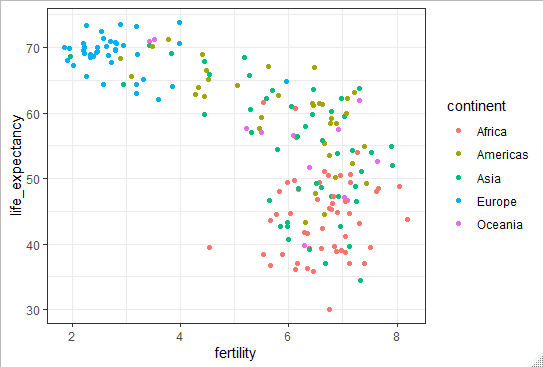 70
60
50
40
30
life_expectancy
2
4
6
8
fertility
continent
Africa
Americas
Asia
Europe
Oceania